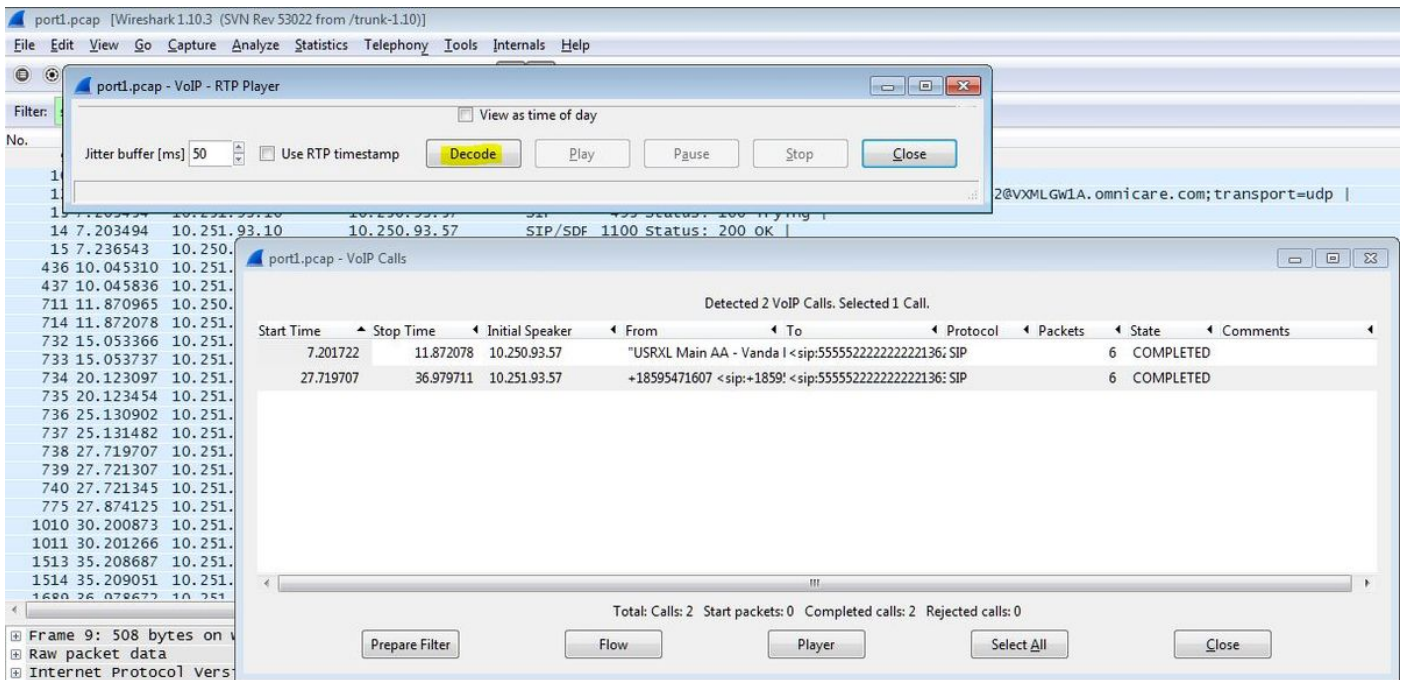 port1.pcap [Wireshark 1.10.3 (SVN Rev 53022 from /trunk-1.10)]
File Edit View Go Capture Analyze Statistics Telephony Tools Internals Help
port1.pcap - VoIP - RTP Player
Filter:
View as time of day
No.
Jitter buffer [ms] 50 Use RTP timestamp Decode Play Pause Stop Close
2@VXMLGW1A.omnicare.com;transport=udp |
14 7.203494 10.251.93.10 10.250.93.57 SIP/SDF 1100 Status: 200 OK |
15 7.236543 10.250.
436 10.045310 10.251.
437 10.045836 10.251.
711 11.870965 10.250.
714 11.872078 10.251.
732 15.053366 10.251.
733 15.053737 10.251.
734 20.123097 10.251.
735 20.123454 10.251.
736 25.130902 10.251.
737 25.131482 10.251.
738 27.719707 10.251.
739 27.721307 10.251.
740 27.721345 10.251.
775 27.874125 10.251.
1010 30.200873 10.251.
1011 30.201266 10.251.
1513 35.208687 10.251.
1514 35.209051 10.251.
1689 36.978672 10.251
port1.pcap - VoIP Calls
Detected 2 VoIP Calls. Selected 1 Call.
Start Time Stop Time Initial Speaker From To Protocol Packets State Comments
7.201722 11.872078 10.250.93.57 "USRXL Main AA - Vanda I <sip:5555522222222221362 SIP 6 COMPLETED
27.719707 36.979711 10.251.93.57 +18595471607 <sip:+1859! <sip:5555522222222221363 SIP 6 COMPLETED
Total: Calls: 2 Start packets: 0 Completed calls: 2 Rejected calls: 0
Prepare Filter Flow Player Select All Close
Frame 9: 508 bytes on w
Raw packet data
Internet Protocol Vers